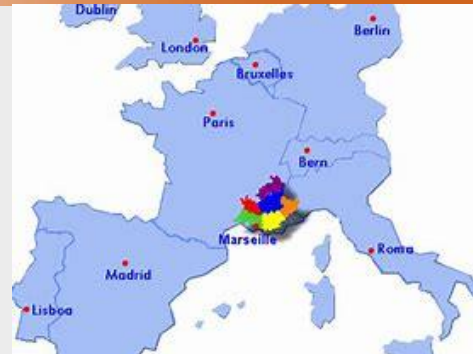 Dublin
London
Berlin
Bruxelles
Paris
Bern
Marseille
Roma
Madrid
Lisboa